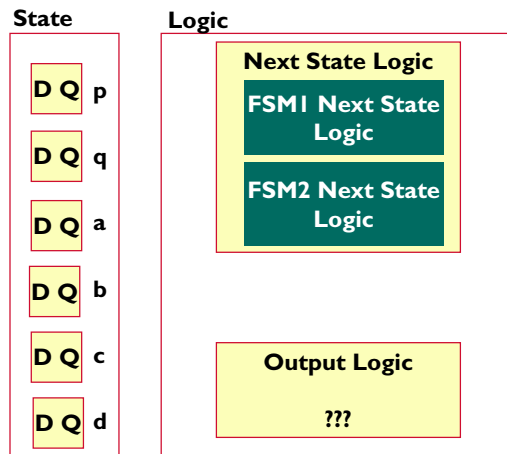 State
Logic
D Q p
D Q q
D Q a
D Q b
D Q c
D Q d
Next State Logic
FSM1 Next State
Logic
FSM2 Next State
Logic
Output Logic
???